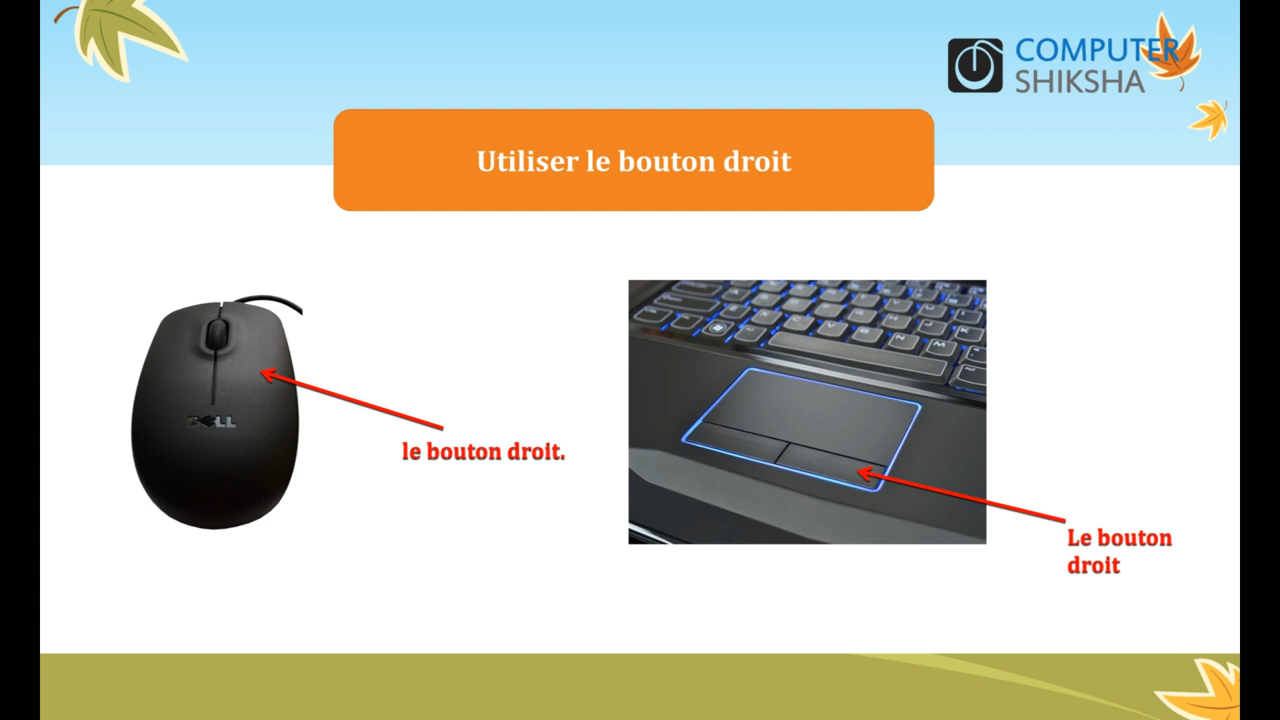 COMPUTER
SHIKSHA
Utiliser le bouton droit
DELL
le bouton droit.
Le bouton
droit